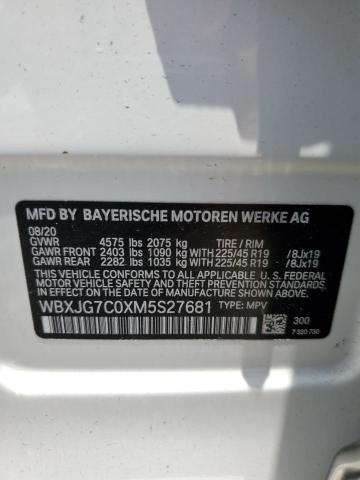 MFD BY BAYERISCHE MOTOREN WERKE AG
08/20
GVWR 4575 lbs 2075 kg TIRE / RIM
GAWR FRONT 2403 lbs 1090 kg WITH 225/45 R19 /8Jx19
GAWR REAR 2282 lbs 1035 kg WITH 225/45 R19 /8Jx19
THIS VEHICLE CONFORMS TO ALL APPLICABLE FEDERAL MOTOR
VEHICLE SAFETY STANDARDS IN EFFECT ON THE DATE OF
MANUFACTURE SHOWN ABOVE.
WBXJG7C0XM5S27681 TYPE: MPV
300
7 320 730